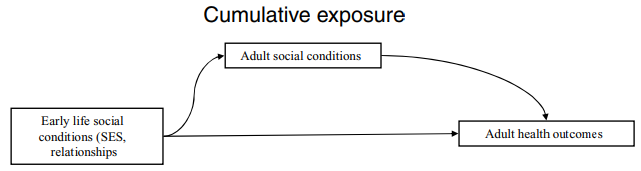 Cumulative exposure
Adult social conditions
Early life social
conditions (SES,
relationships
Adult health outcomes